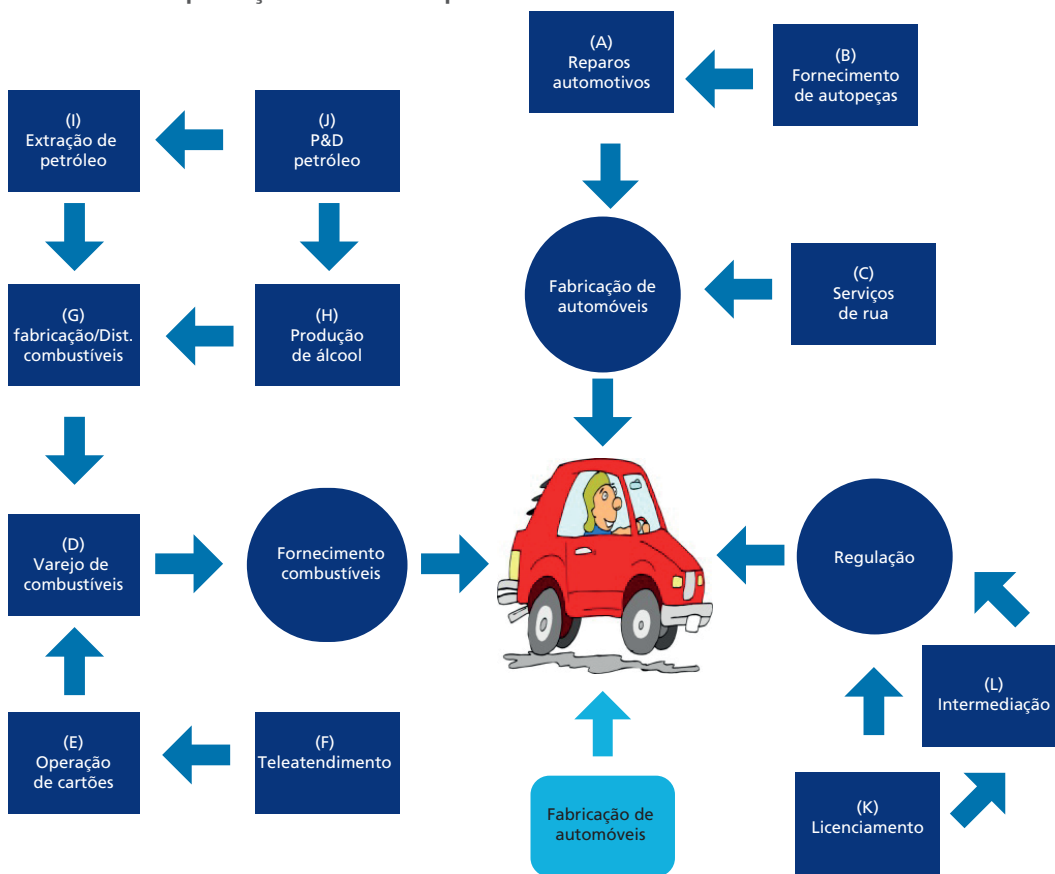 (A)
Reparos
automotivos
(B)
Fornecimento
de autopeças
(I)
Extração de
petróleo
(J)
P&D
petróleo
Fabricação de
automóveis
(C)
Serviços
de rua
(G)
fabricação/Dist.
combustíveis
(H)
Produção
de álcool
(D)
Varejo de
combustíveis
Fornecimento
combustíveis
Regulação
(L)
Intermediação
(E)
Operação
de cartões
(F)
Teleatendimento
Fabricação de
automóveis
(K)
Licenciamento